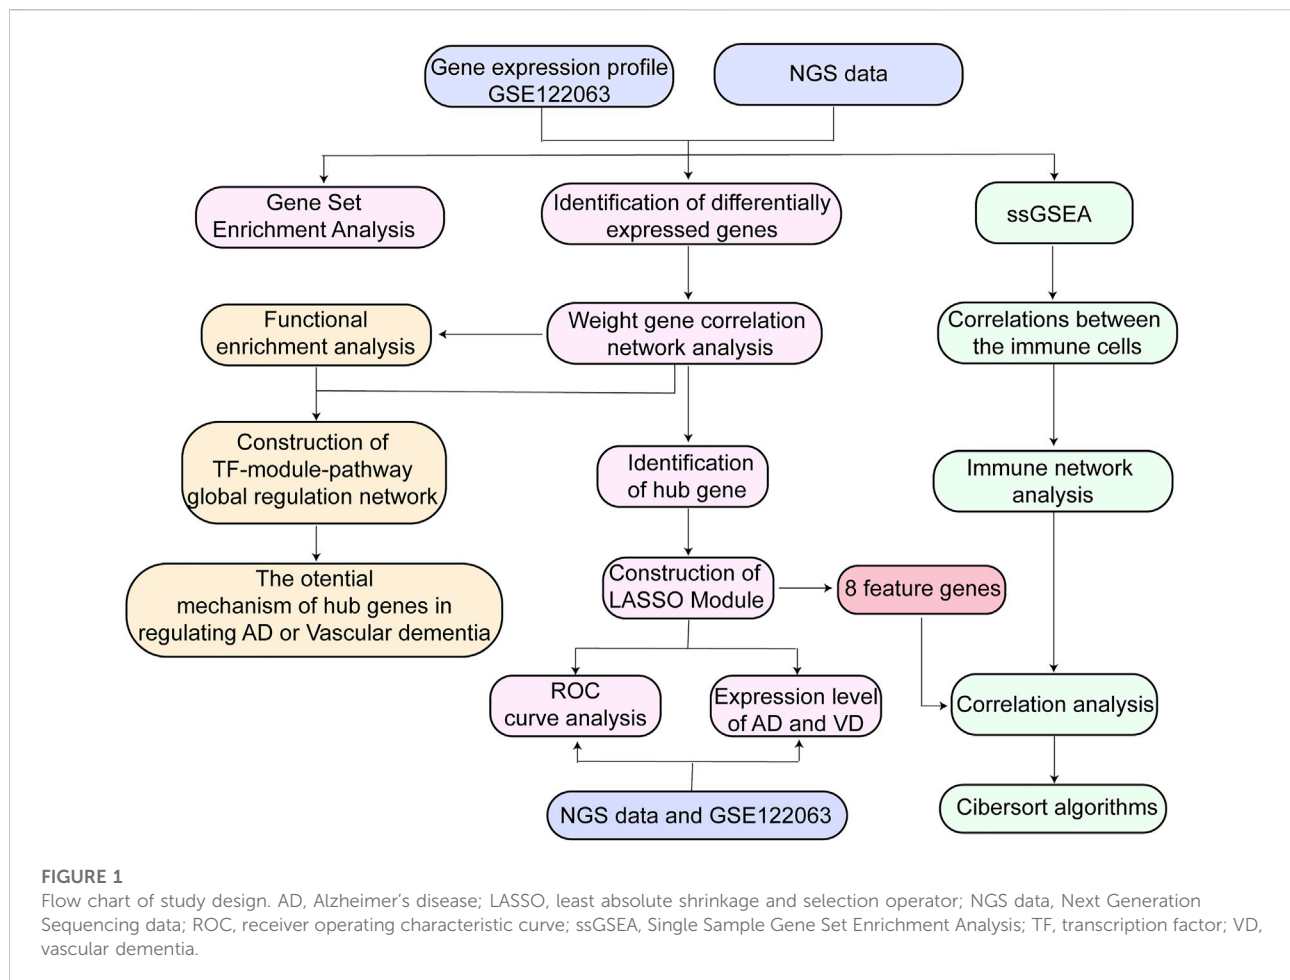 Gene expression profile
GSE122063
NGS data
Gene Set
Enrichment Analysis
Identification of differentially
expressed genes
ssGSEA
Functional
enrichment analysis
Weight gene correlation
network analysis
Correlations between
the immune cells
Construction of
TF-module-pathway
global regulation network
Identification
of hub gene
Immune network
analysis
The otential
mechanism of hub genes in
regulating AD or Vascular dementia
Construction of
LASSO Module
8 feature genes
ROC
curve analysis
Expression level
of AD and VD
Correlation analysis
NGS data and GSE122063
Cibersort algorithms
FIGURE 1
Flow chart of study design. AD, Alzheimer's disease; LASSO, least absolute shrinkage and selection operator; NGS data, Next Generation
Sequencing data; ROC, receiver operating characteristic curve; ssGSEA, Single Sample Gene Set Enrichment Analysis; TF, transcription factor; VD,
vascular dementia.